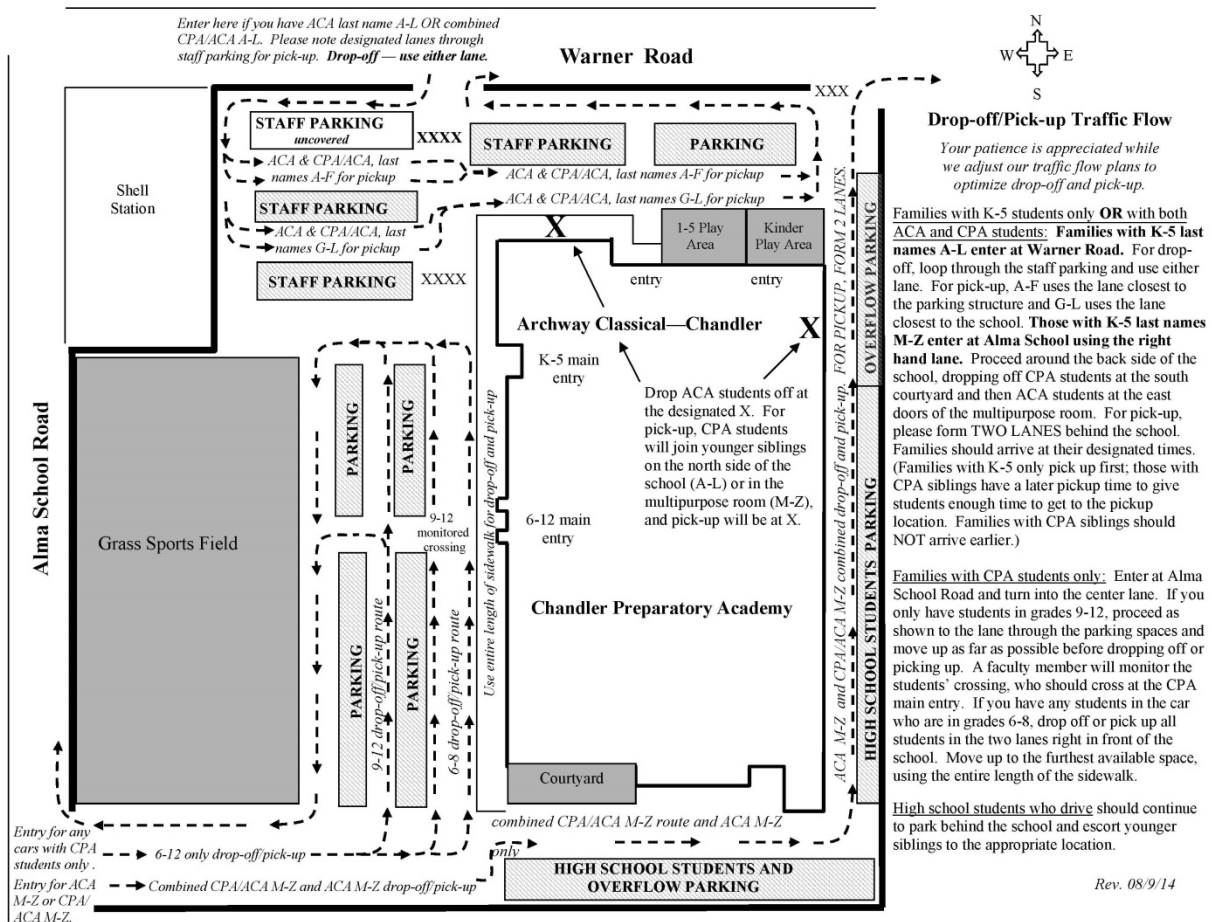 Enter here if you have ACA last name A-L OR combined
CPA/ACA A-L. Please note designated lanes through
staff parking for pick-up. Drop-off — use either lane.
Warner Road
N
W E
S
XXX
STAFF PARKING
uncovered
XXXX
STAFF PARKING
PARKING
ACA & CPA/ACA, last
names A-F for pickup
ACA & CPA/ACA, last names A-F for pickup
Shell
Station
STAFF PARKING
ACA & CPA/ACA, last names G-L for pickup
ACA & CPA/ACA, last
names G-L for pickup
X
1-5 Play
Area
Kinder
Play Area
STAFF PARKING
XXXX
entry
entry
Archway Classical—Chandler
X
K-5 main
entry
Drop ACA students off at
the designated X. For
pick-up, CPA students
will join younger siblings
on the north side of the
school (A-L) or in the
multipurpose room (M-Z),
and pick-up will be at X.
Alma School Road
Grass Sports Field
PARKING
PARKING
9-12
monitored
crossing
6-12 main
entry
Use entire length of sidewalk for drop-off and pick-up
Chandler Preparatory Academy
PARKING
9-12 drop-off/pick-up route
PARKING
6-8 drop-off/pick-up route
ACA M-Z and CPA/ACA M-Z combined drop-off and pick-up. FOR PICKUP, FORM 2 LANES.
OVERFLOW PARKING
HIGH SCHOOL STUDENTS PARKING
Courtyard
Entry for any
cars with CPA
students only .
6-12 only drop-off/pick-up
combined CPA/ACA M-Z route and ACA M-Z
only
Entry for ACA
M-Z or CPA/
ACA M-Z.
Combined CPA/ACA M-Z and ACA M-Z drop-off/pick-up
HIGH SCHOOL STUDENTS AND
OVERFLOW PARKING
Drop-off/Pick-up Traffic Flow
Your patience is appreciated while
we adjust our traffic flow plans to
optimize drop-off and pick-up.
Families with K-5 students only OR with both
ACA and CPA students: Families with K-5 last
names A-L enter at Warner Road. For drop-
off, loop through the staff parking and use either
lane. For pick-up, A-F uses the lane closest to
the parking structure and G-L uses the lane
closest to the school. Those with K-5 last names
M-Z enter at Alma School using the right
hand lane. Proceed around the back side of the
school, dropping off CPA students at the south
courtyard and then ACA students at the east
doors of the multipurpose room. For pick-up,
please form TWO LANES behind the school.
Families should arrive at their designated times.
(Families with K-5 only pick up first; those with
CPA siblings have a later pickup time to give
students enough time to get to the pickup
location. Families with CPA siblings should
NOT arrive earlier.)
Families with CPA students only: Enter at Alma
School Road and turn into the center lane. If you
only have students in grades 9-12, proceed as
shown to the lane through the parking spaces and
move up as far as possible before dropping off or
picking up. A faculty member will monitor the
students' crossing, who should cross at the CPA
main entry. If you have any students in the car
who are in grades 6-8, drop off or pick up all
students in the two lanes right in front of the
school. Move up to the furthest available space,
using the entire length of the sidewalk.
High school students who drive should continue
to park behind the school and escort younger
siblings to the appropriate location.
Rev. 08/9/14